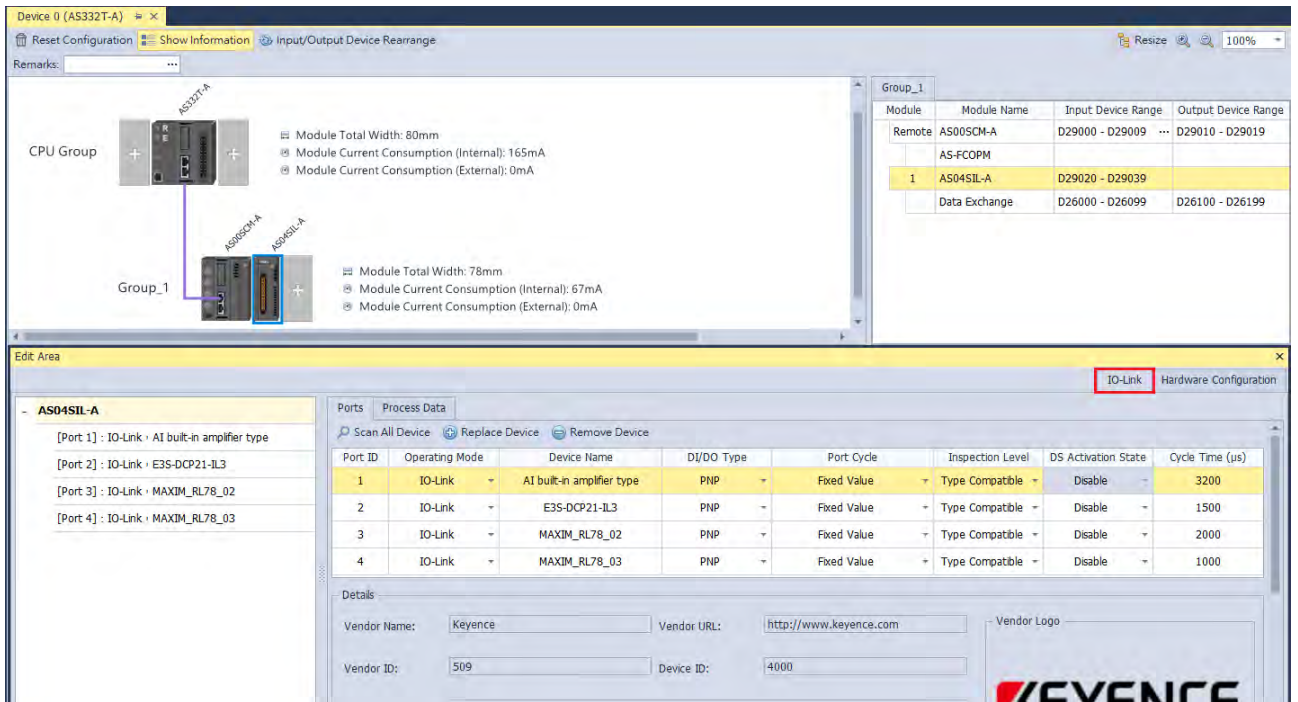 Device 0 (AS332T-A)
Reset Configuration Show Information Input/Output Device Rearrange Resize 100%
Remarks: ...
AS332T-A
CPU Group
Module Total Width: 80mm
Module Current Consumption (Internal): 165mA
Module Current Consumption (External): 0mA
AS00SCM-A AS04SIL-A
Group_1
Module Total Width: 78mm
Module Current Consumption (Internal): 67mA
Module Current Consumption (External): 0mA
Group_1
Module Module Name Input Device Range Output Device Range
Remote AS00SCM-A D29000 - D29009 ... D29010 - D29019
AS-FCOPM
1 AS04SIL-A D29020 - D29039
Data Exchange D26000 - D26099 D26100 - D26199
Edit Area
IO-Link Hardware Configuration
- AS04SIL-A
[Port 1] : IO-Link , AI built-in amplifier type
[Port 2] : IO-Link , E3S-DCP21-IL3
[Port 3] : IO-Link , MAXIM_RL78_02
[Port 4] : IO-Link , MAXIM_RL78_03
Ports Process Data
Scan All Device Replace Device Remove Device
Port ID Operating Mode Device Name DI/DO Type Port Cycle Inspection Level DS Activation State Cycle Time (µs)
1 IO-Link AI built-in amplifier type PNP Fixed Value Type Compatible Disable 3200
2 IO-Link E3S-DCP21-IL3 PNP Fixed Value Type Compatible Disable 1500
3 IO-Link MAXIM_RL78_02 PNP Fixed Value Type Compatible Disable 2000
4 IO-Link MAXIM_RL78_03 PNP Fixed Value Type Compatible Disable 1000
Details
Vendor Name: Keyence Vendor URL: http://www.keyence.com Vendor Logo
Vendor ID: 509 Device ID: 4000
KEYENCE